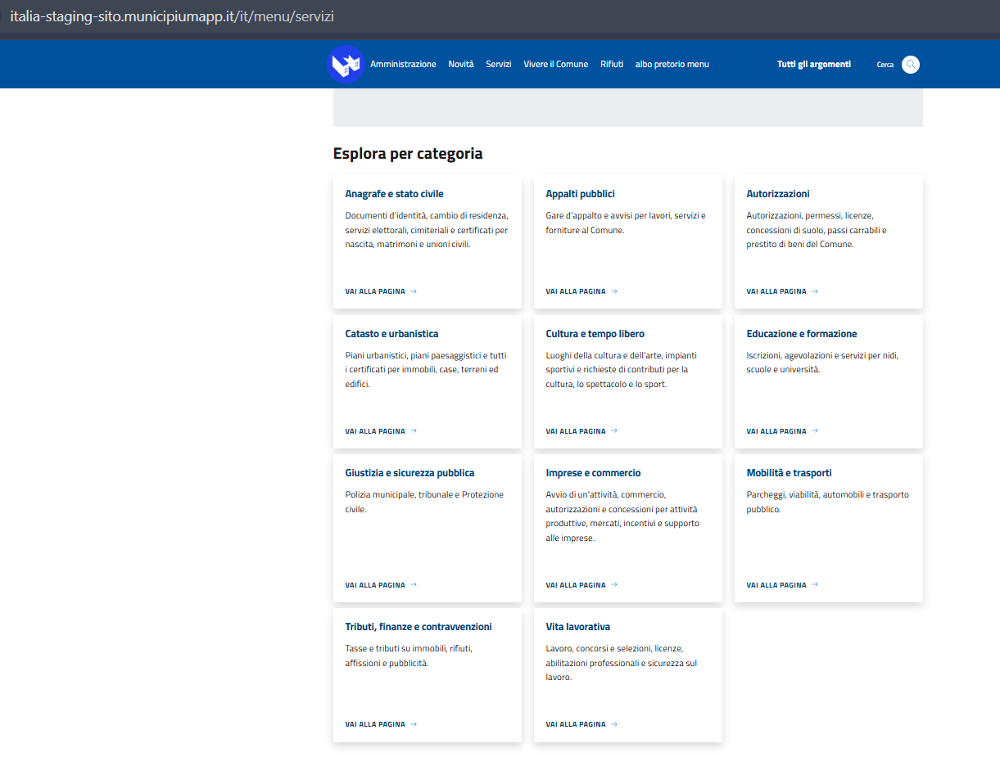 italia-staging-sito.municipiumapp.it/it/menu/servizi
Amministrazione Novità Servizi Vivere il Comune Rifiuti albo pretorio menu Tutti gli argomenti Cerca
Esplora per categoria
Anagrafe e stato civile
Documenti d’identità, cambio di residenza,
servizi elettorali, cimiteriali e certificati per
nascita, matrimoni e unioni civili.
VAI ALLA PAGINA →
Appalti pubblici
Gare d’appalto e avvisi per lavori, servizi e
forniture al Comune.
VAI ALLA PAGINA →
Autorizzazioni
Autorizzazioni, permessi, licenze,
concessioni di suolo, passi carrabili e
prestito di beni del Comune.
VAI ALLA PAGINA →
Catasto e urbanistica
Piani urbanistici, piani paesaggistici e tutti
i certificati per immobili, case, terreni ed
edifici.
VAI ALLA PAGINA →
Cultura e tempo libero
Luoghi della cultura e dell’arte, impianti
sportivi e richieste di contributi per la
cultura, lo spettacolo e lo sport.
VAI ALLA PAGINA →
Educazione e formazione
Iscrizioni, agevolazioni e servizi per nidi,
scuole e università.
VAI ALLA PAGINA →
Giustizia e sicurezza pubblica
Polizia municipale, tribunale e Protezione
civile.
VAI ALLA PAGINA →
Imprese e commercio
Avvio di un’attività, commercio,
autorizzazioni e concessioni per attività
produttive, mercati, incentivi e supporto
alle imprese.
VAI ALLA PAGINA →
Mobilità e trasporti
Parcheggi, viabilità, automobili e trasporto
pubblico.
VAI ALLA PAGINA →
Tributi, finanze e contravvenzioni
Tasse e tributi su immobili, rifiuti,
affissioni e pubblicità.
VAI ALLA PAGINA →
Vita lavorativa
Lavoro, concorsi e selezioni, licenze,
abilitazioni professionali e sicurezza sul
lavoro.
VAI ALLA PAGINA →